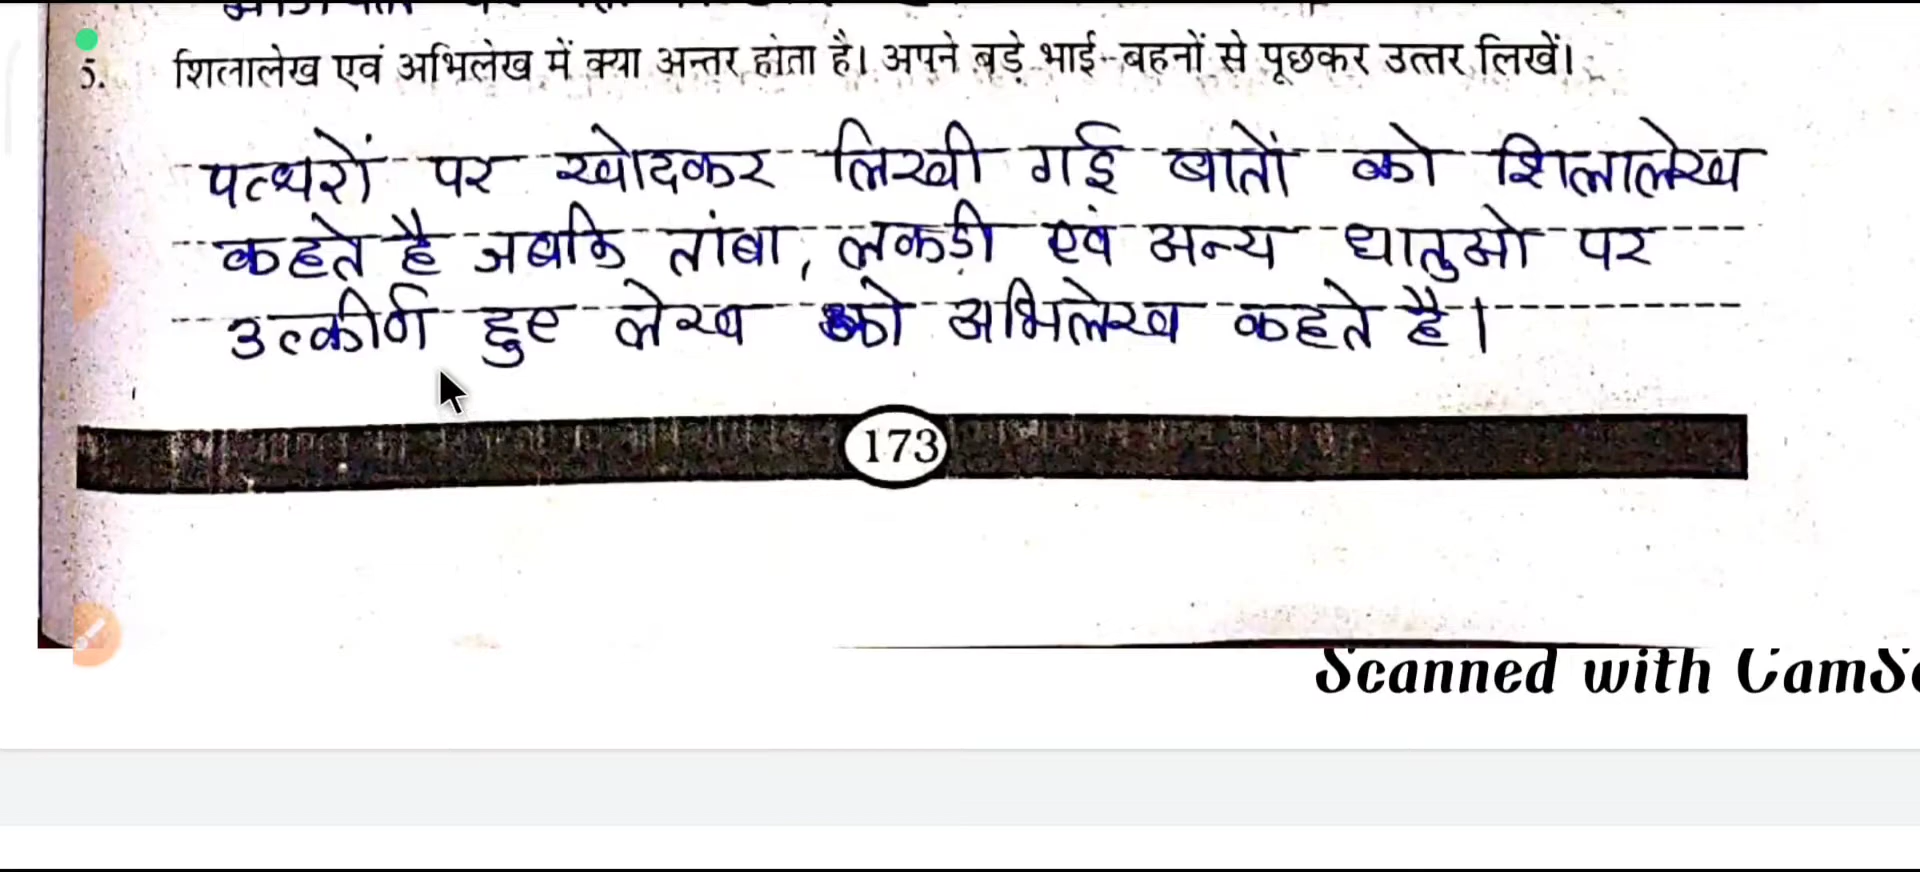 5. शिलालेख एवं अभिलेख में क्या अन्तर होता है। अपने बड़े भाई-बहनों से पूछकर उत्तर लिखें।
पत्थरों पर खोदकर लिखी गई बातों को शिलालेख
कहते है जबकि तांबा, लकड़ी एवं अन्य धातुओ पर
उत्कीर्ण हुए लेख को अभिलेख कहते है।
173
Scanned with